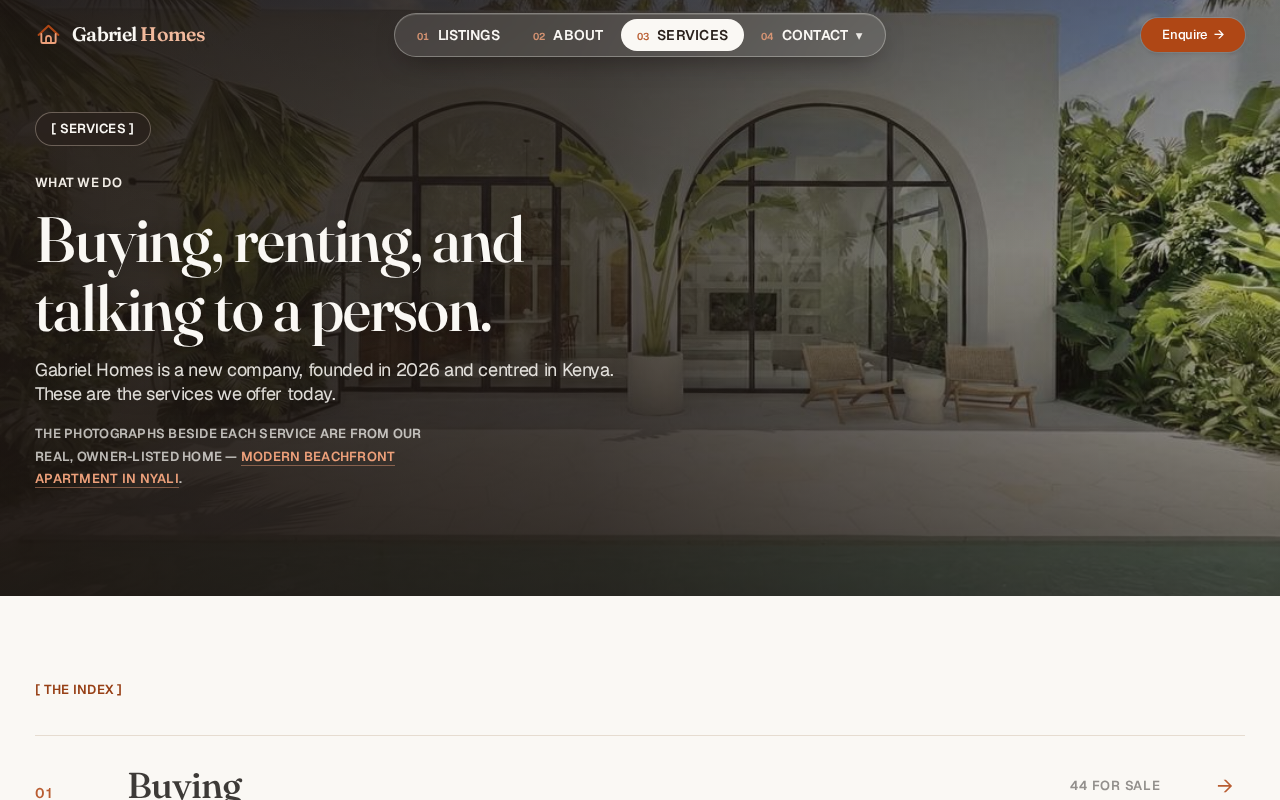 Gabriel Homes
01 LISTINGS
02 ABOUT
03 SERVICES
04 CONTACT ▾
Enquire →
[ SERVICES ]
WHAT WE DO
Buying, renting, and
talking to a person.
Gabriel Homes is a new company, founded in 2026 and centred in Kenya.
These are the services we offer today.
THE PHOTOGRAPHS BESIDE EACH SERVICE ARE FROM OUR
REAL, OWNER-LISTED HOME — MODERN BEACHFRONT
APARTMENT IN NYALI.
[ THE INDEX ]
01
Buying
44 FOR SALE →